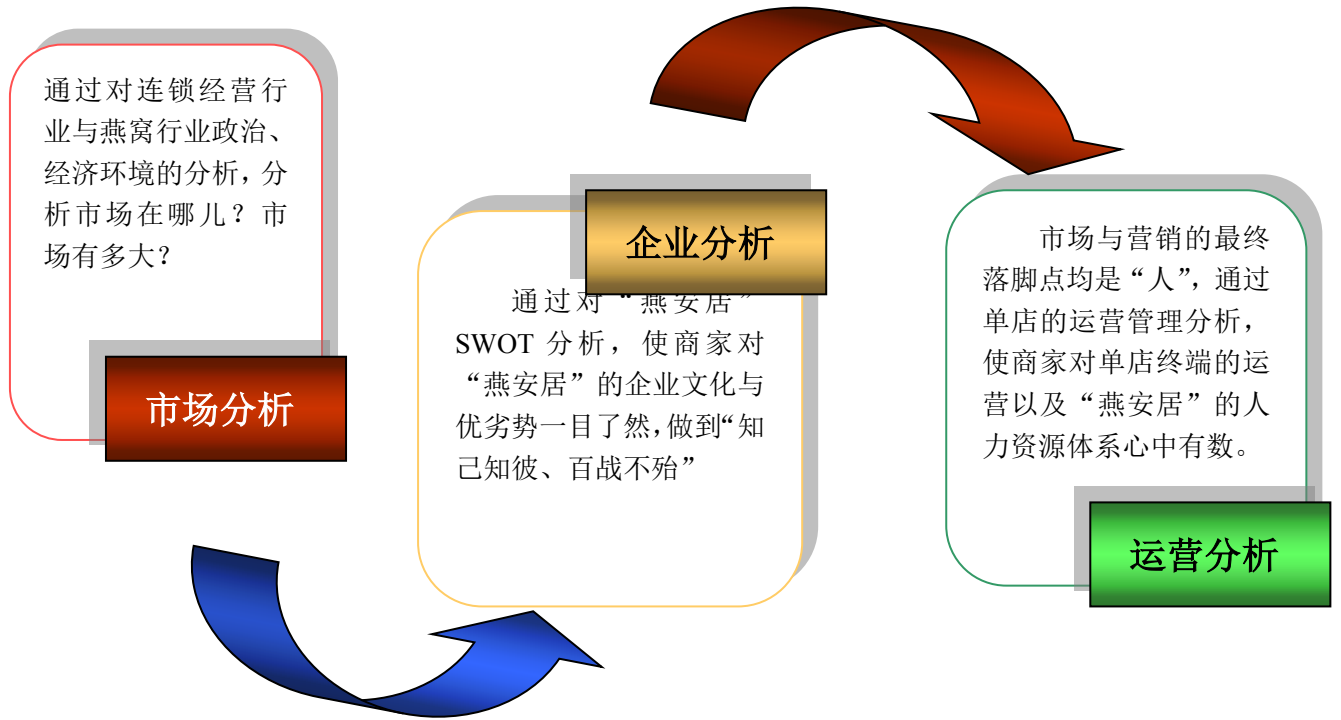 通过对连锁经营行
业与燕窝行业政治、
经济环境的分析，分
析市场在哪儿？市
场有多大？
市场分析
企业分析
通过对“燕安居”
SWOT 分析，使商家对
“燕安居”的企业文化与
优劣势一目了然，做到“知
己知彼、百战不殆”
市场与营销的最终
落脚点均是“人”，通过
单店的运营管理分析，
使商家对单店终端的运
营以及“燕安居”的人
力资源体系心中有数。
运营分析